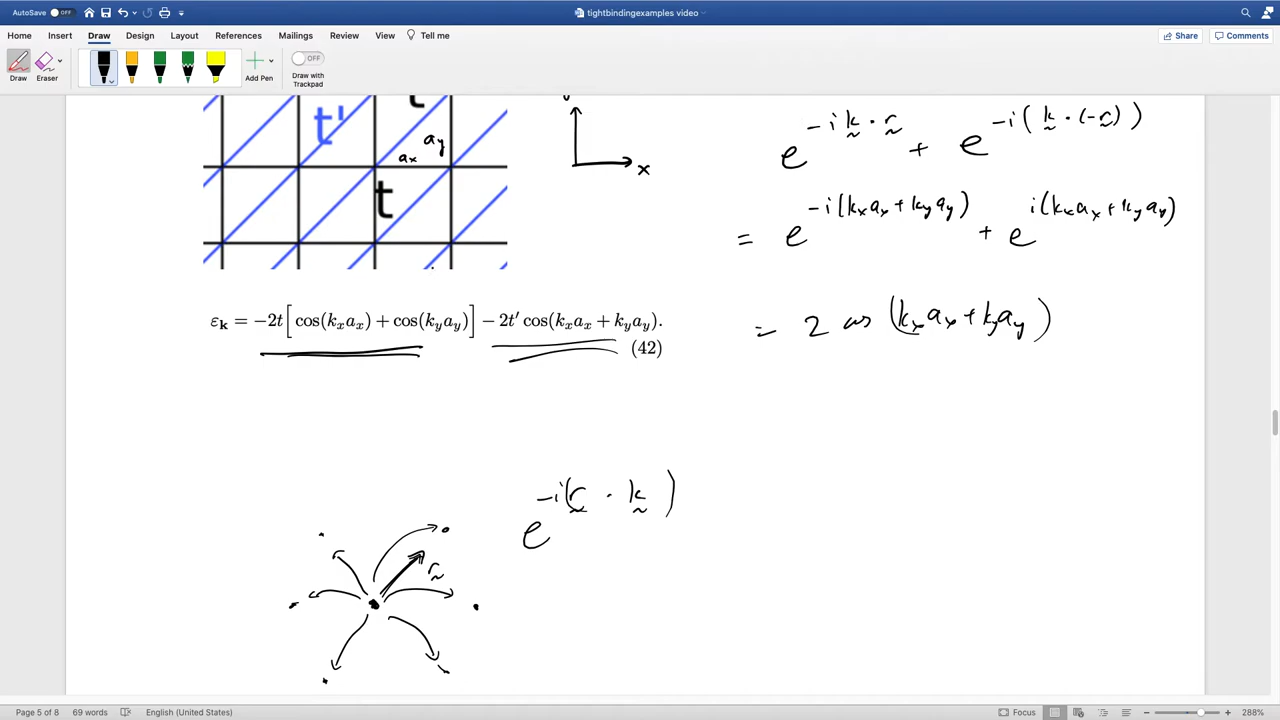 AutoSave OFF
tightbindingexamples video
Home Insert Draw Design Layout References Mailings Review View Tell me
Share Comments
Draw Eraser Add Pen Draw with Trackpad
OFF
t' t
a_y
a_x
t
x
e^{-i k · r} + e^{-i( k · (-r) )}
= e^{-i(k_x a_x + k_y a_y)} + e^{i(k_x a_x + k_y a_y)}
ε_k = −2t[ cos(k_x a_x) + cos(k_y a_y)] − 2t′ cos(k_x a_x + k_y a_y).
(42)
= 2 cos (k_x a_x + k_y a_y)
e^{-i(r · k )}
r
Page 5 of 8 69 words English (United States) Focus 288%